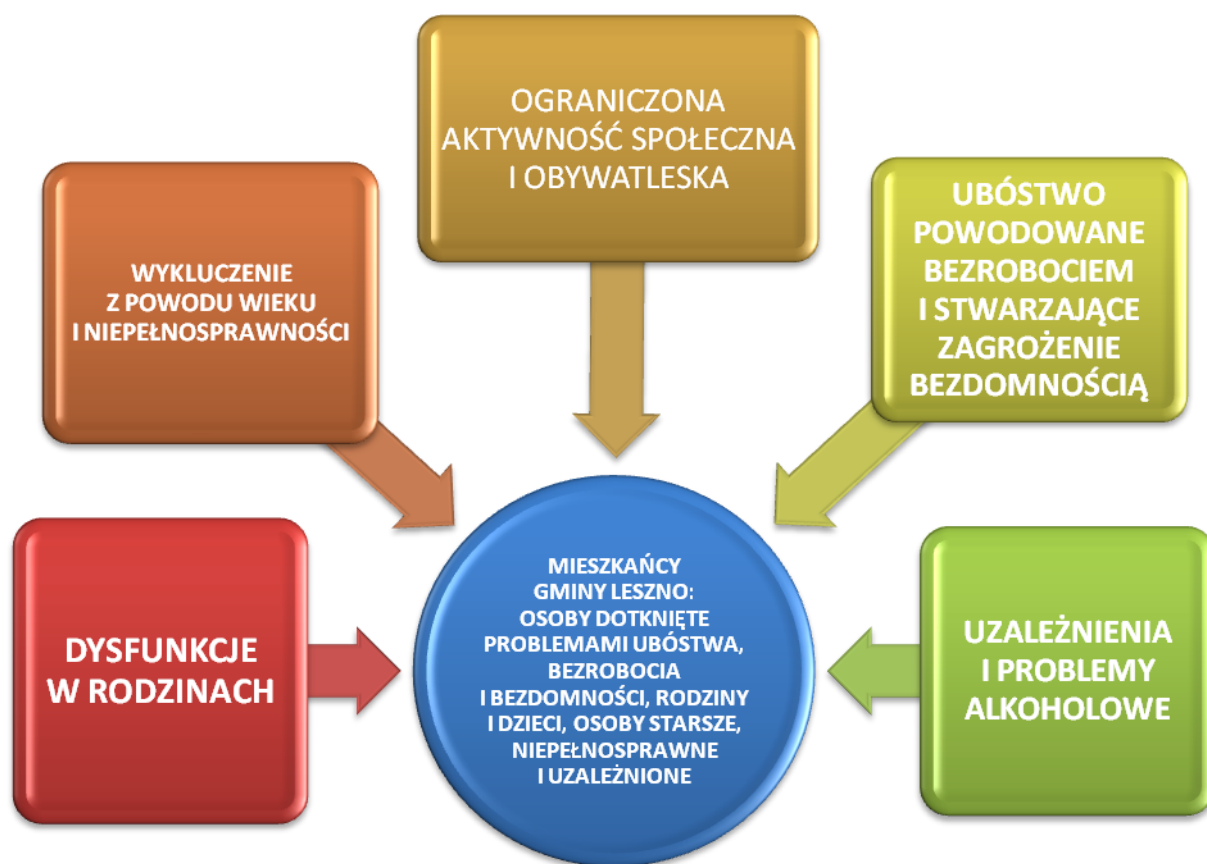 OGRANICZONA
AKTYWNOŚĆ SPOŁECZNA
I OBYWATLESKA
WYKLUCZENIE
Z POWODU WIEKU
I NIEPEŁNOSPRAWNOŚCI
UBÓSTWO
POWODOWANE
BEZROBOCIEM
I STWARZAJĄCE
ZAGROŻENIE
BEZDOMNOŚCIĄ
DYSFUNKCJE
W RODZINACH
MIESZKAŃCY
GMINY LESZNO:
OSOBY DOTKNIĘTE
PROBLEMAMI UBÓSTWA,
BEZROBOCIA
I BEZDOMNOŚCI, RODZINY
I DZIECI, OSOBY STARSZE,
NIEPEŁNOSPRAWNE
I UZALEŻNIONE
UZALEŻNIENIA
I PROBLEMY
ALKOHOLOWE